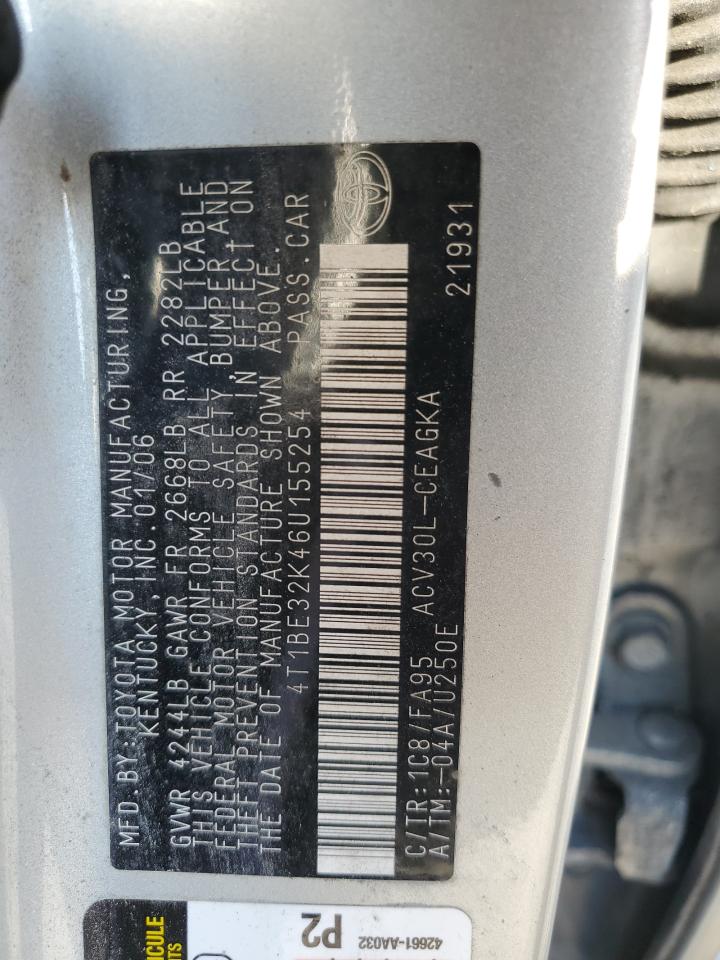 MFD. BY:TOYOTA MOTOR MANUFACTURING,
KENTUCKY, INC. 01/06
GVWR 4244LB GAWR FR 2668LB RR 2282LB
THIS VEHICLE CONFORMS TO ALL APPLICABLE
FEDERAL MOTOR VEHICLE SAFETY, BUMPER AND
THEFT PREVENTION STANDARDS IN EFFECT ON
THE DATE OF MANUFACTURE SHOWN ABOVE.
4T1BE32K46U155254 PASS.CAR
C/TR:1C8/FA95 ACV30L-CEAGKA
A/TM:-04A/U250E 21931
P2
42661-AA032